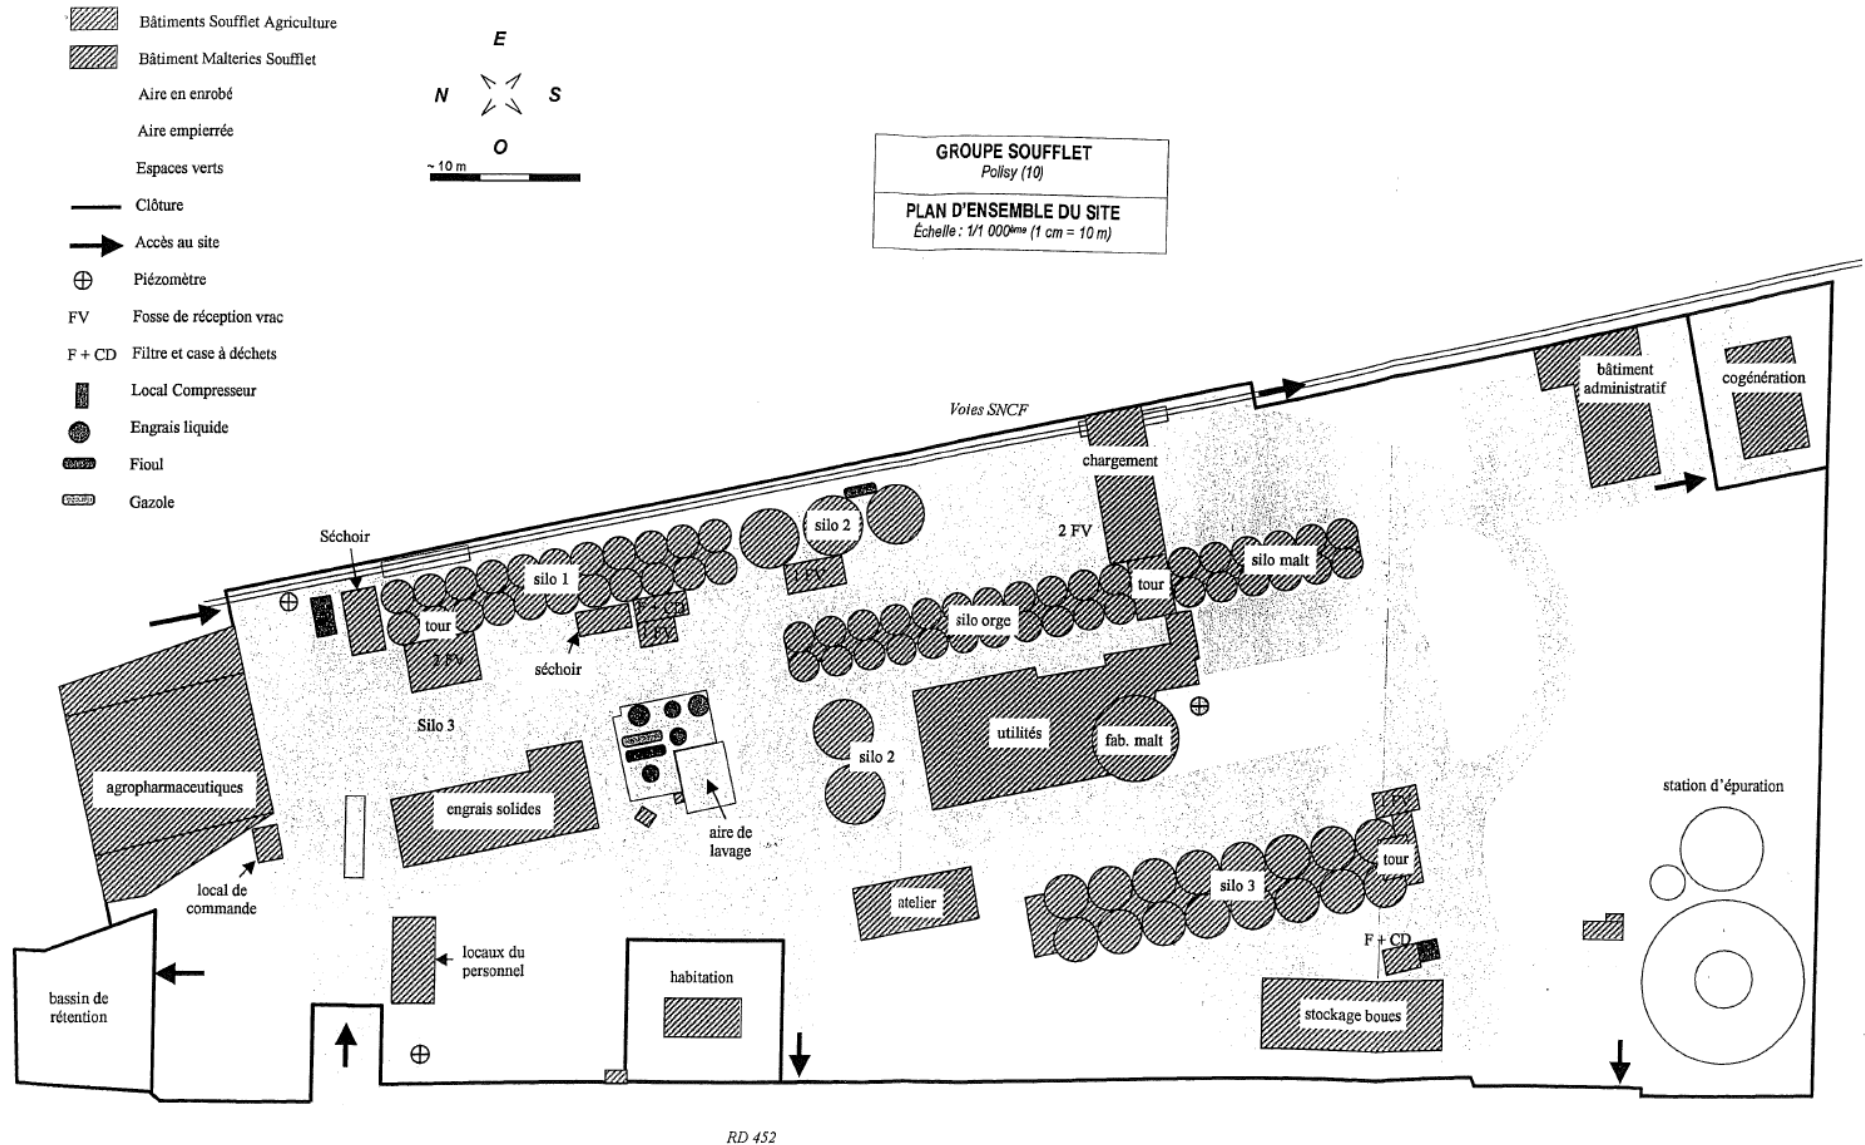 Bâtiments Soufflet Agriculture
Bâtiment Malteries Soufflet
Aire en enrobé
Aire empierrée
Espaces verts
Clôture
Accès au site
Piézomètre
FV Fosse de réception vrac
F + CD Filtre et case à déchets
Local Compresseur
Engrais liquide
Fioul
Gazole
E
N S
O
~ 10 m
GROUPE SOUFFLET
Polisy (10)
PLAN D'ENSEMBLE DU SITE
Échelle : 1/1 000ème (1 cm = 10 m)
Voies SNCF
bâtiment
administratif
cogénération
chargement
2 FV
silo 2
Séchoir
silo 1
1 FV
silo malt
tour
silo orge
tour
F + CD
1 FV
2 FV
séchoir
Silo 3
utilités
fab. malt
silo 2
agropharmaceutiques
engrais solides
aire de
lavage
station d'épuration
1 FV
tour
silo 3
local de
commande
atelier
F + CD
locaux du
personnel
habitation
bassin de
rétention
stockage boues
RD 452